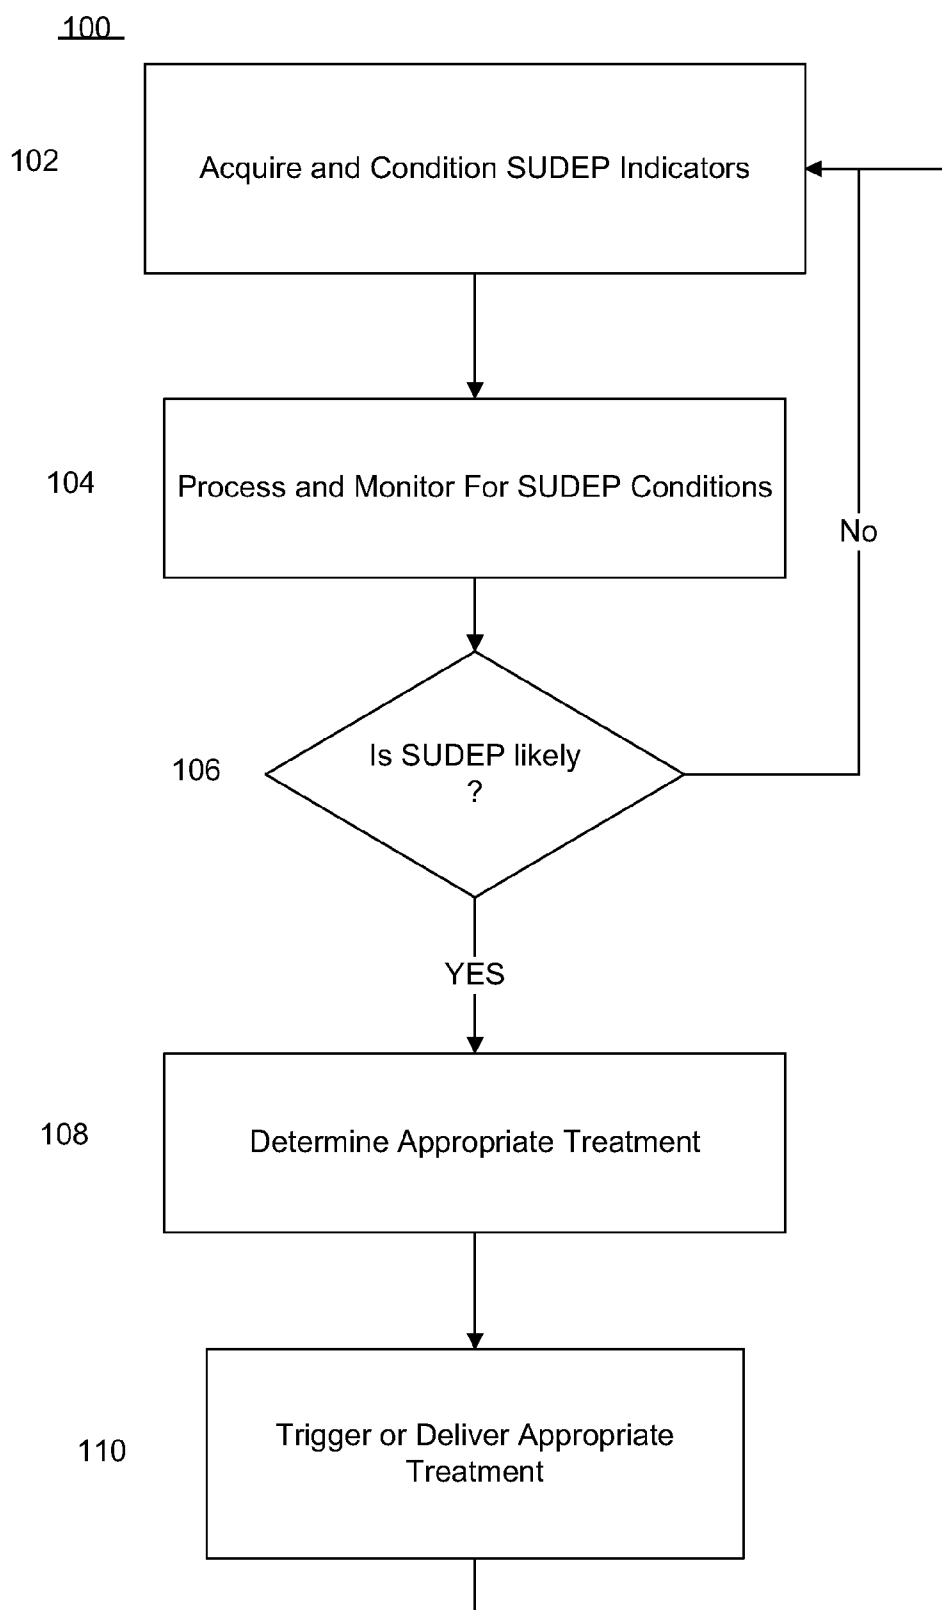 100
102
Acquire and Condition SUDEP Indicators
104
Process and Monitor For SUDEP Conditions
No
106
Is SUDEP likely
?
YES
108
Determine Appropriate Treatment
110
Trigger or Deliver Appropriate
Treatment